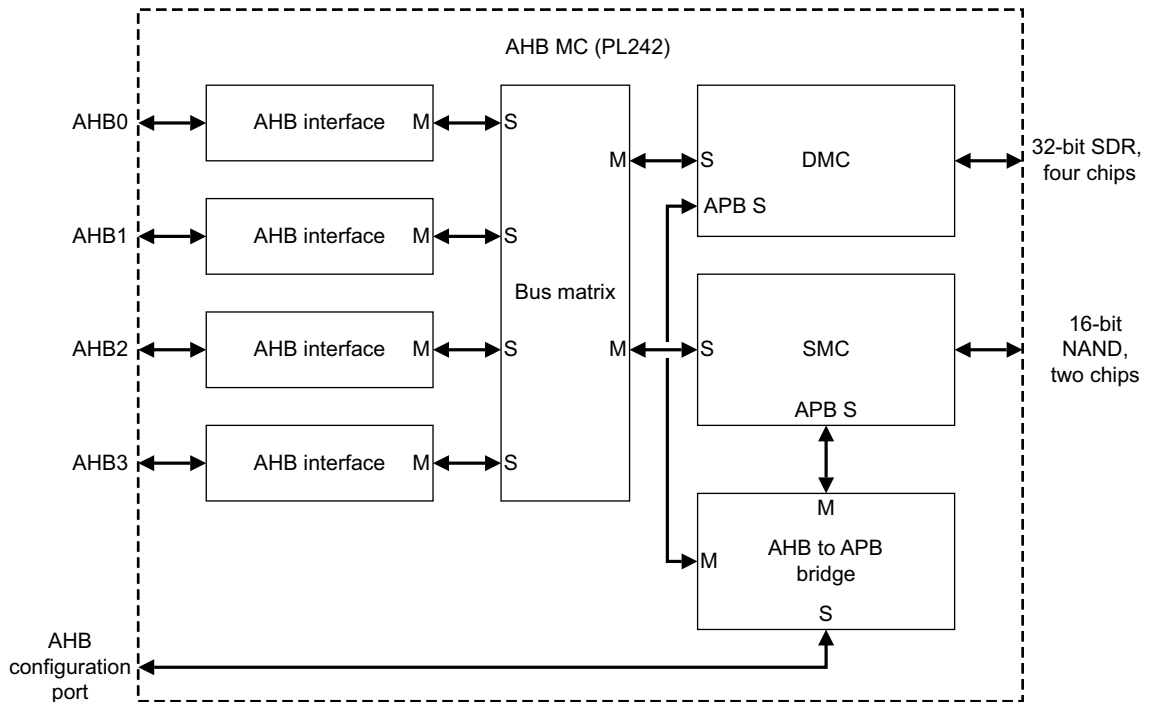 AHB MC (PL242)
AHB0
AHB interface
M
S
AHB1
AHB interface
M
S
AHB2
AHB interface
M
S
AHB3
AHB interface
M
S
Bus matrix
M
M
S
DMC
APB S
32-bit SDR,
four chips
S
SMC
APB S
16-bit
NAND,
two chips
M
M
AHB to APB
bridge
S
AHB
configuration
port